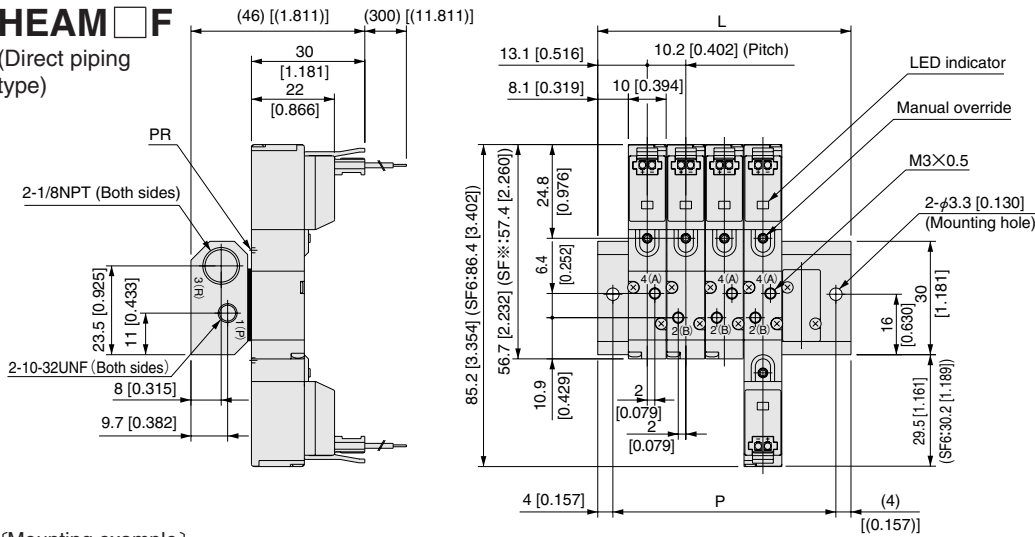 HEAM□F
(Direct piping
type)
(46) [(1.811)]
(300) [(11.811)]
30
[1.181]
22
[0.866]
PR
2-1/8NPT (Both sides)
3(R)
1(P)
23.5 [0.925]
11 [0.433]
2-10-32UNF (Both sides)
8 [0.315]
9.7 [0.382]
L
13.1 [0.516]
10.2 [0.402] (Pitch)
8.1 [0.319]
10 [0.394]
LED indicator
Manual override
M3×0.5
2-φ3.3 [0.130]
(Mounting hole)
85.2 [3.354] (SF6:86.4 [3.402])
56.7 [2.232] (SF※:57.4 [2.260])
24.8
[0.976]
6.4
[0.252]
10.9
[0.429]
4(A)
4(A)
4(A)
2(B)
2(B)
2(B)
2
[0.079]
2
[0.079]
16
[0.630]
30
[1.181]
29.5 [1.161]
(SF6:30.2 [1.189])
4 [0.157]
P
(4)
[(0.157)]